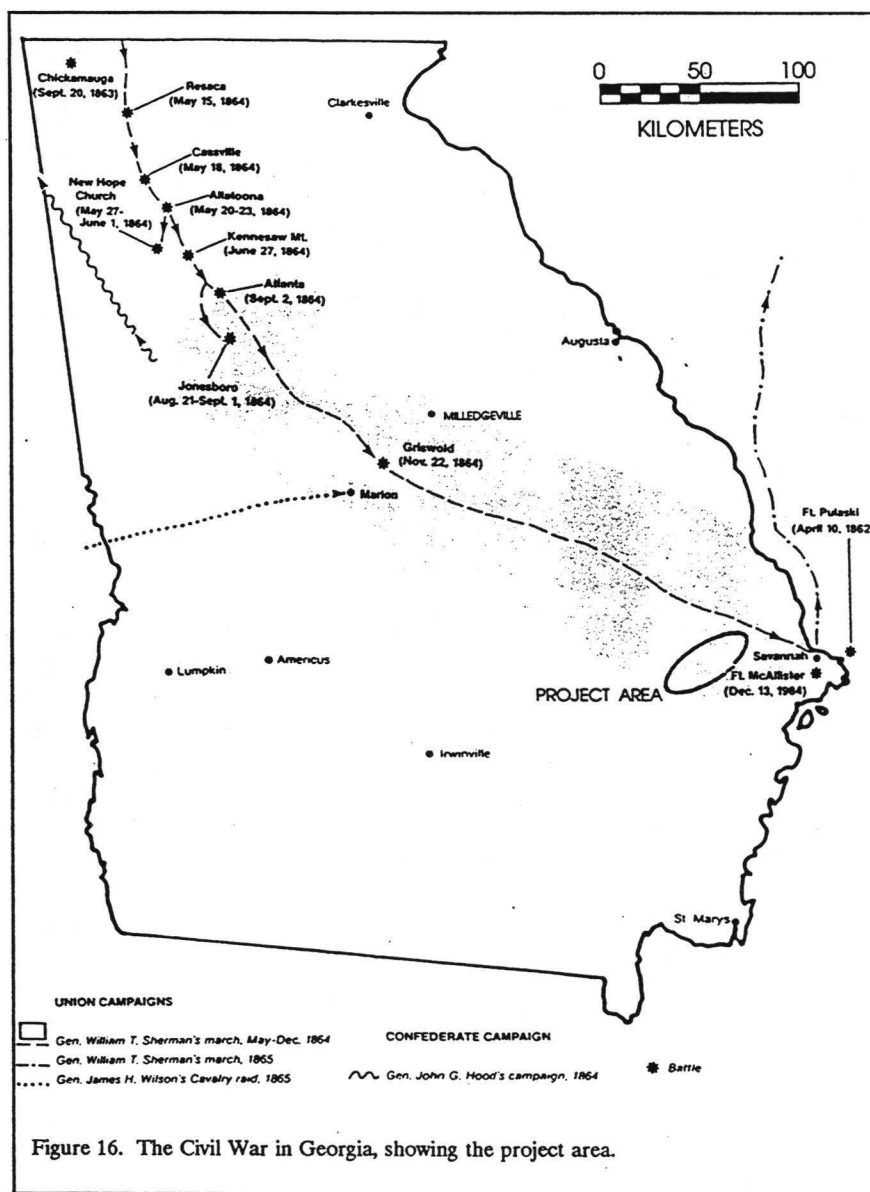 Chickamauga
(Sept. 20, 1863)
Resaca
(May 15, 1864)
Clarkesville
0 50 100
KILOMETERS
Cassville
(May 18, 1864)
New Hope
Church
(May 27-
June 1, 1864)
Allatoona
(May 20-23, 1864)
Kennesaw Mt.
(June 27, 1864)
Atlanta
(Sept. 2, 1864)
Augusta
Jonesboro
(Aug. 21-Sept. 1, 1864)
MILLEDGEVILLE
Griswold
(Nov. 22, 1864)
Marion
Ft. Pulaski
(April 10, 1862)
Lumpkin
Americus
Savannah
Ft. McAllister
(Dec. 13, 1964)
PROJECT AREA
Irwinville
St Marys
UNION CAMPAIGNS
Gen. William T. Sherman's march, May-Dec. 1864
Gen. William T. Sherman's march, 1865
Gen. James H. Wilson's Cavalry raid, 1865
CONFEDERATE CAMPAIGN
Gen. John G. Hood's campaign, 1864
Battle
Figure 16. The Civil War in Georgia, showing the project area.